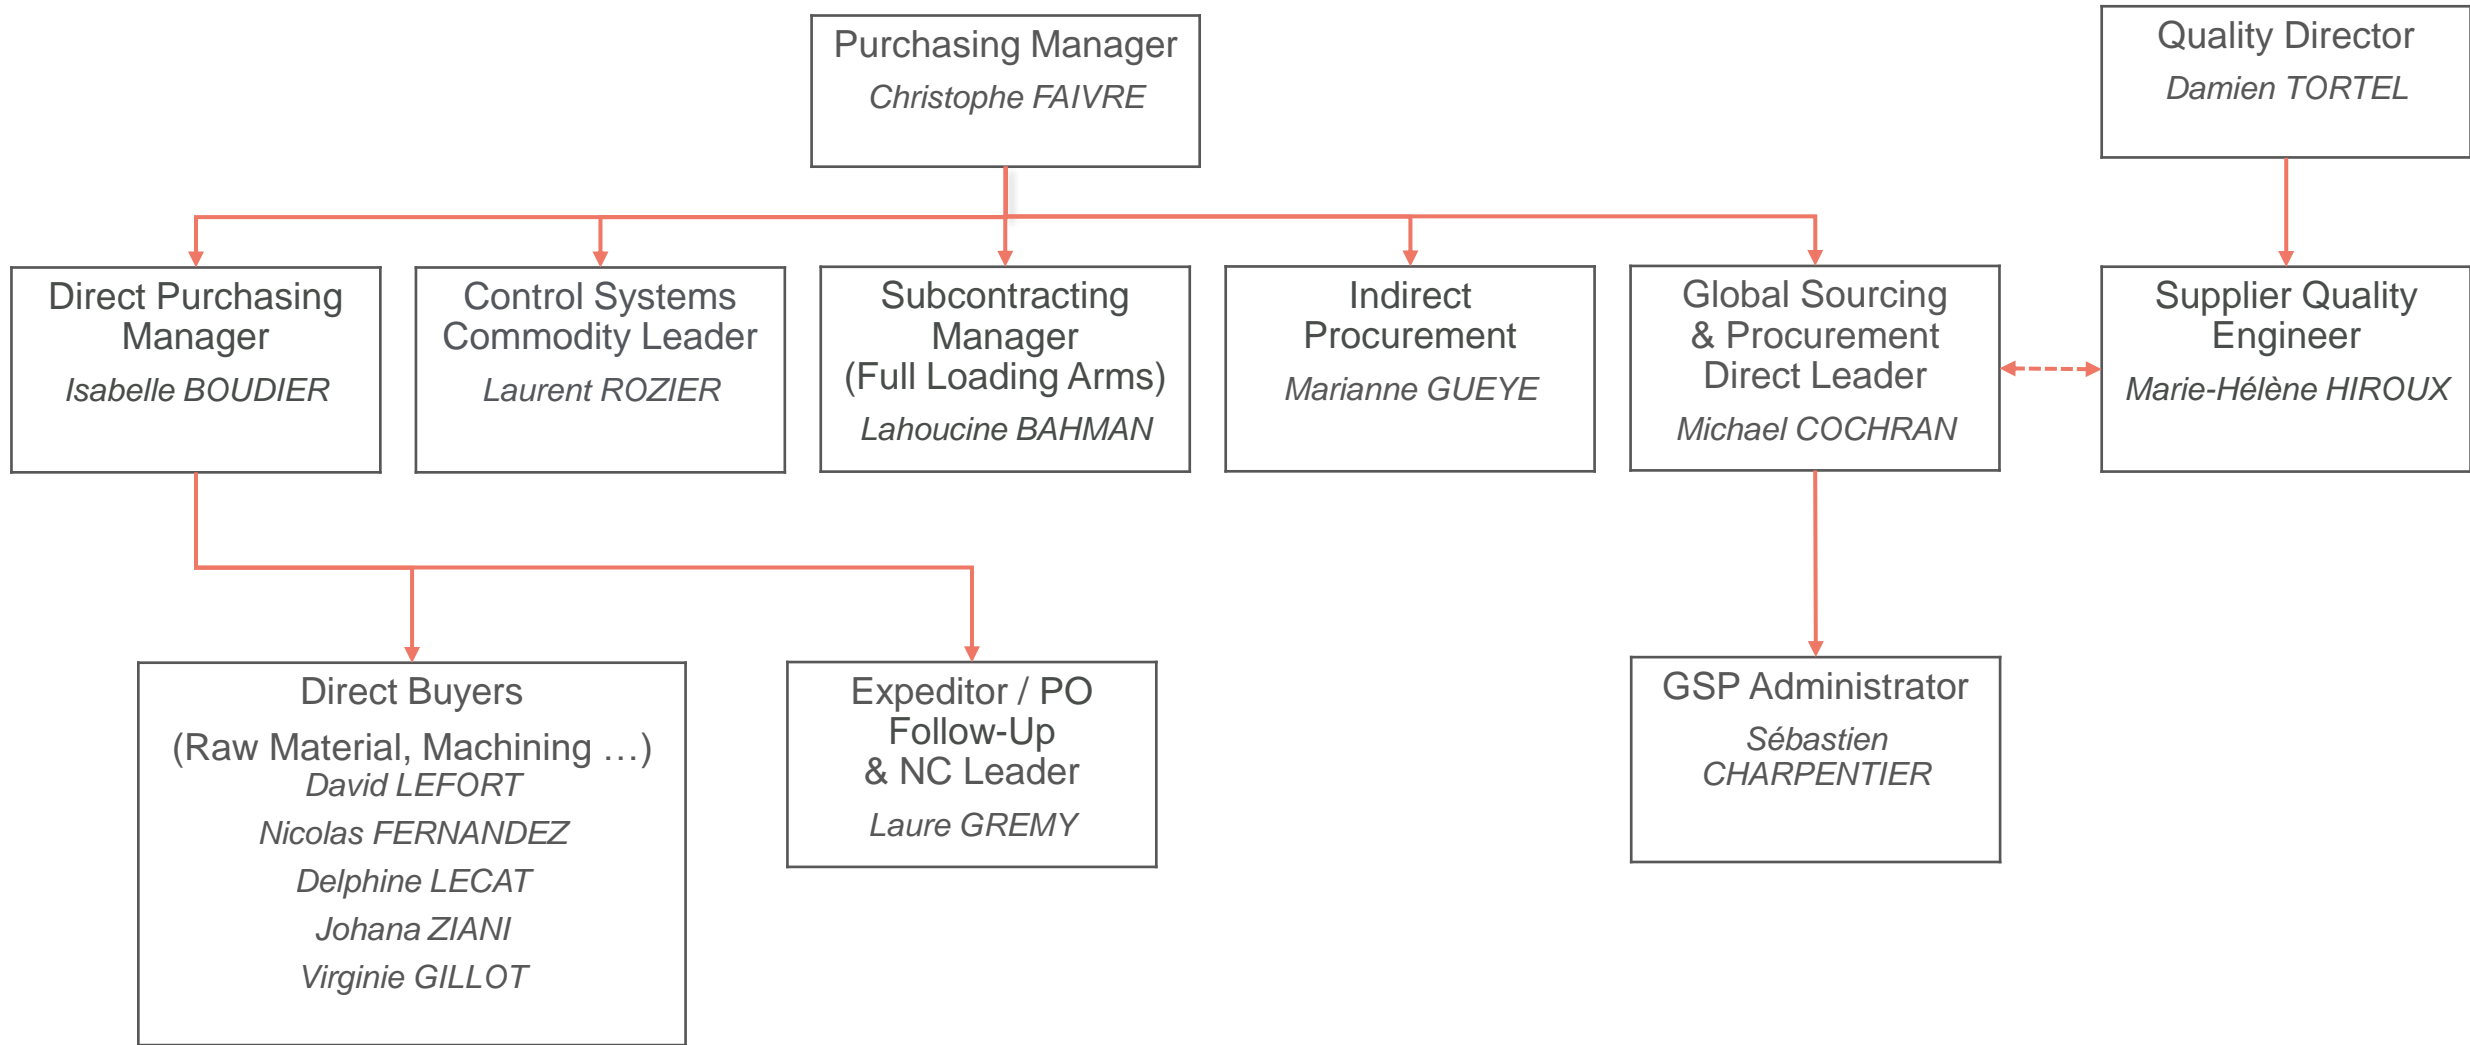 Purchasing Manager
Christophe FAIVRE
Quality Director
Damien TORTEL
Direct Purchasing
Manager
Isabelle BOUDIER
Control Systems
Commodity Leader
Laurent ROZIER
Subcontracting
Manager
(Full Loading Arms)
Lahoucine BAHMAN
Indirect
Procurement
Marianne GUEYE
Global Sourcing
& Procurement
Direct Leader
Michael COCHRAN
Supplier Quality
Engineer
Marie-Hélène HIROUX
Direct Buyers
(Raw Material, Machining …)
David LEFORT
Nicolas FERNANDEZ
Delphine LECAT
Johana ZIANI
Virginie GILLOT
Expeditor / PO
Follow-Up
& NC Leader
Laure GREMY
GSP Administrator
Sébastien
CHARPENTIER